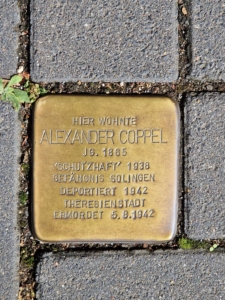 HIER WOHNTE
ALEXANDER COPPEL
JG. 1865
'SCHUTZHAFT' 1938
GEFÄNGNIS SOLINGEN
DEPORTIERT 1942
THERESIENSTADT
ERMORDET 5.8.1942